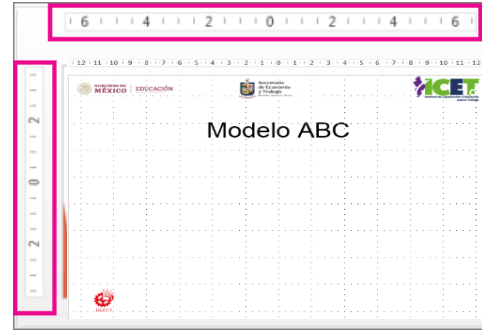 6 4 2 0 2 4 6
12 11 10 9 8 7 6 5 4 3 2 1 0 1 2 3 4 5 6 7 8 9 10 11 12
GOBIERNO DE
MÉXICO EDUCACIÓN
Secretaría
de Economía
y Trabajo
ICET
Modelo ABC
2
0
2